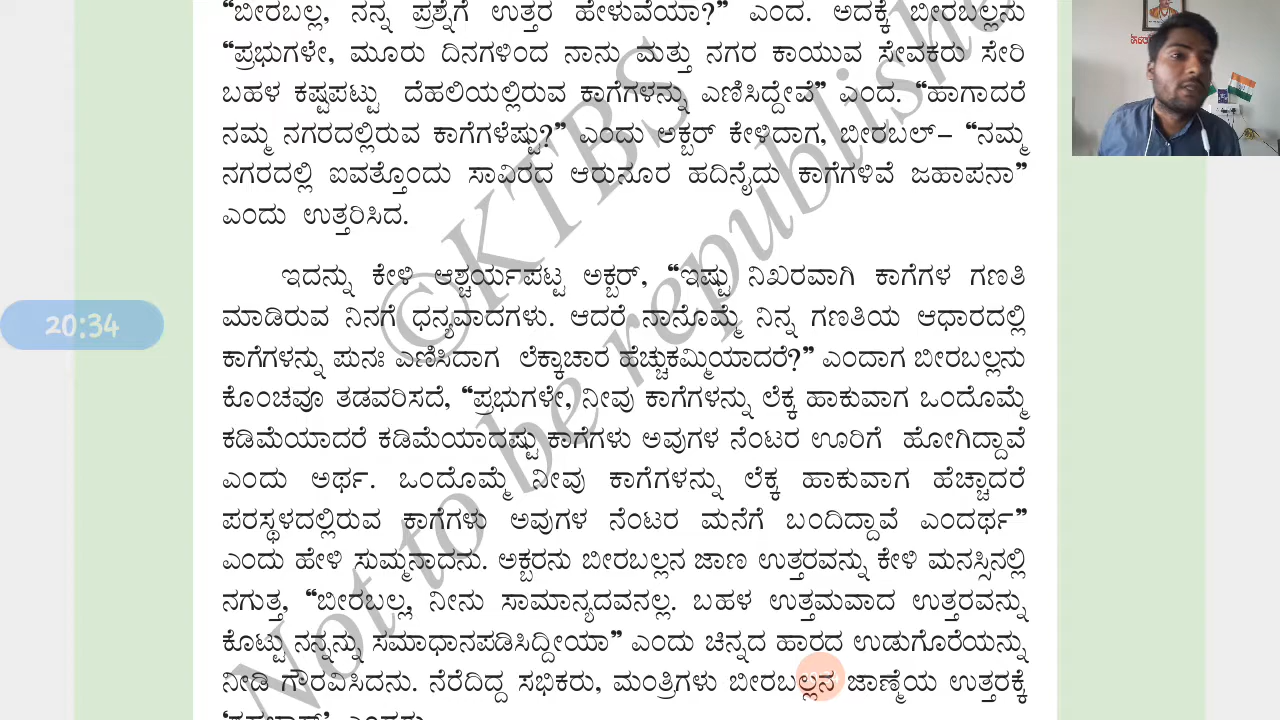 “ಬೀರಬಲ್ಲ, ನನ್ನ ಪ್ರಶ್ನೆಗೆ ಉತ್ತರ ಹೇಳುವೆಯಾ?” ಎಂದ. ಅದಕ್ಕೆ ಬೀರಬಲ್ಲನು
“ಪ್ರಭುಗಳೇ, ಮೂರು ದಿನಗಳಿಂದ ನಾನು ಮತ್ತು ನಗರ ಕಾಯುವ ಸೇವಕರು ಸೇರಿ
ಬಹಳ ಕಷ್ಟಪಟ್ಟು ದೆಹಲಿಯಲ್ಲಿರುವ ಕಾಗೆಗಳನ್ನು ಎಣಿಸಿದ್ದೇವೆ” ಎಂದ. “ಹಾಗಾದರೆ
ನಮ್ಮ ನಗರದಲ್ಲಿರುವ ಕಾಗೆಗಳೆಷ್ಟು?” ಎಂದು ಅಕ್ಬರ್ ಕೇಳಿದಾಗ, ಬೀರಬಲ್– “ನಮ್ಮ
ನಗರದಲ್ಲಿ ಐವತ್ತೊಂದು ಸಾವಿರದ ಆರುನೂರ ಹದಿನೈದು ಕಾಗೆಗಳಿವೆ ಜಹಾಪನಾ”
ಎಂದು ಉತ್ತರಿಸಿದ.
ಇದನ್ನು ಕೇಳಿ ಆಶ್ಚರ್ಯಪಟ್ಟ ಅಕ್ಬರ್, “ಇಷ್ಟು ನಿಖರವಾಗಿ ಕಾಗೆಗಳ ಗಣತಿ
ಮಾಡಿರುವ ನಿನಗೆ ಧನ್ಯವಾದಗಳು. ಆದರೆ ನಾನೊಮ್ಮೆ ನಿನ್ನ ಗಣತಿಯ ಆಧಾರದಲ್ಲಿ
20:34
ಕಾಗೆಗಳನ್ನು ಪುನಃ ಎಣಿಸಿದಾಗ ಲೆಕ್ಕಾಚಾರ ಹೆಚ್ಚುಕಮ್ಮಿಯಾದರೆ?” ಎಂದಾಗ ಬೀರಬಲ್ಲನು
ಕೊಂಚವೂ ತಡವರಿಸದೆ, “ಪ್ರಭುಗಳೇ, ನೀವು ಕಾಗೆಗಳನ್ನು ಲೆಕ್ಕ ಹಾಕುವಾಗ ಒಂದೊಮ್ಮೆ
ಕಡಿಮೆಯಾದರೆ ಕಡಿಮೆಯಾದಷ್ಟು ಕಾಗೆಗಳು ಅವುಗಳ ನೆಂಟರ ಊರಿಗೆ ಹೋಗಿದ್ದಾವೆ
ಎಂದು ಅರ್ಥ. ಒಂದೊಮ್ಮೆ ನೀವು ಕಾಗೆಗಳನ್ನು ಲೆಕ್ಕ ಹಾಕುವಾಗ ಹೆಚ್ಚಾದರೆ
ಪರಸ್ಥಳದಲ್ಲಿರುವ ಕಾಗೆಗಳು ಅವುಗಳ ನೆಂಟರ ಮನೆಗೆ ಬಂದಿದ್ದಾವೆ ಎಂದರ್ಥ”
ಎಂದು ಹೇಳಿ ಸುಮ್ಮನಾದನು. ಅಕ್ಬರನು ಬೀರಬಲ್ಲನ ಜಾಣ ಉತ್ತರವನ್ನು ಕೇಳಿ ಮನಸ್ಸಿನಲ್ಲಿ
ನಗುತ್ತ, “ಬೀರಬಲ್ಲ, ನೀನು ಸಾಮಾನ್ಯದವನಲ್ಲ. ಬಹಳ ಉತ್ತಮವಾದ ಉತ್ತರವನ್ನು
ಕೊಟ್ಟು ನನ್ನನ್ನು ಸಮಾಧಾನಪಡಿಸಿದ್ದೀಯಾ” ಎಂದು ಚಿನ್ನದ ಹಾರದ ಉಡುಗೊರೆಯನ್ನು
ನೀಡಿ ಗೌರವಿಸಿದನು. ನೆರೆದಿದ್ದ ಸಭಿಕರು, ಮಂತ್ರಿಗಳು ಬೀರಬಲ್ಲನ ಜಾಣ್ಮೆಯ ಉತ್ತರಕ್ಕೆ
©KTBS
Not to be republishe